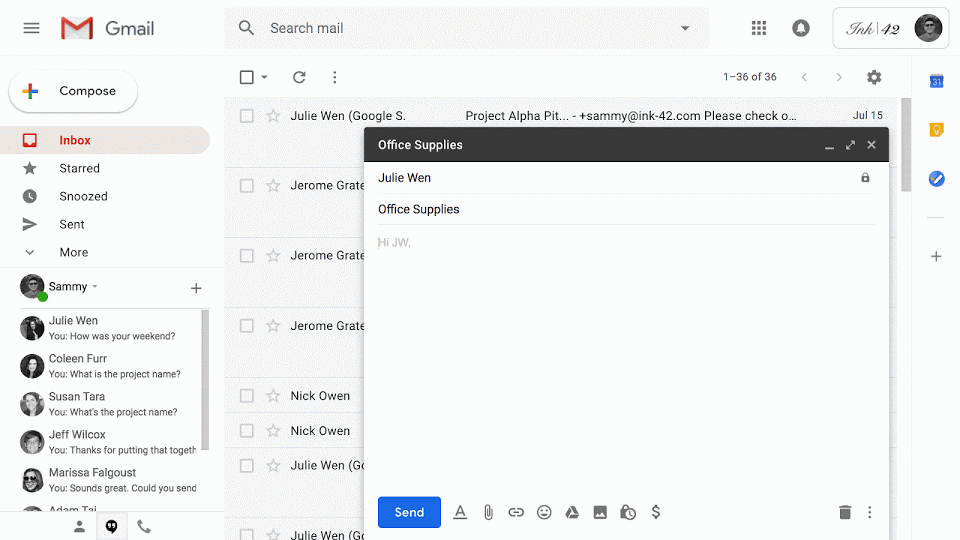 Gmail
Search mail
Ink|42
Compose
1–36 of 36
31
Inbox
Starred
Snoozed
Sent
More
Sammy
Julie Wen
You: How was your weekend?
Coleen Furr
You: What is the project name?
Susan Tara
You: What's the project name?
Jeff Wilcox
You: Thanks for putting that togeth
Marissa Falgoust
You: Sounds great. Could you send
Adam Tai
Julie Wen (Google S. Project Alpha Pit... - +sammy@ink-42.com Please check o... Jul 15
Jerome Grate
Jerome Grate
Jerome Grate
Nick Owen
Nick Owen
Julie Wen (Go
Julie Wen (Go
Office Supplies
Julie Wen
Office Supplies
Hi JW,
Send